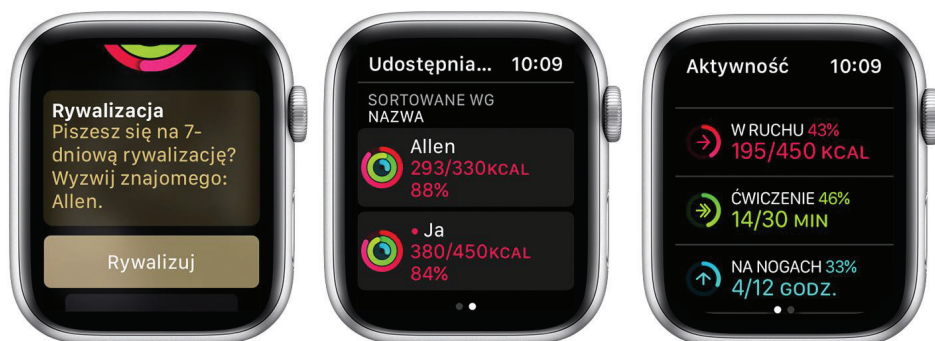 Rywalizacja
Piszesz się na 7-
dniową rywalizację?
Wyzwij znajomego:
Allen.
Rywalizuj
Udostępnia... 10:09
SORTOWANE WG
NAZWA
Allen
293/330KCAL
88%
Ja
380/450KCAL
84%
Aktywność 10:09
W RUCHU 43%
195/450 KCAL
ĆWICZENIE 46%
14/30 MIN
NA NOGACH 33%
4/12 GODZ.